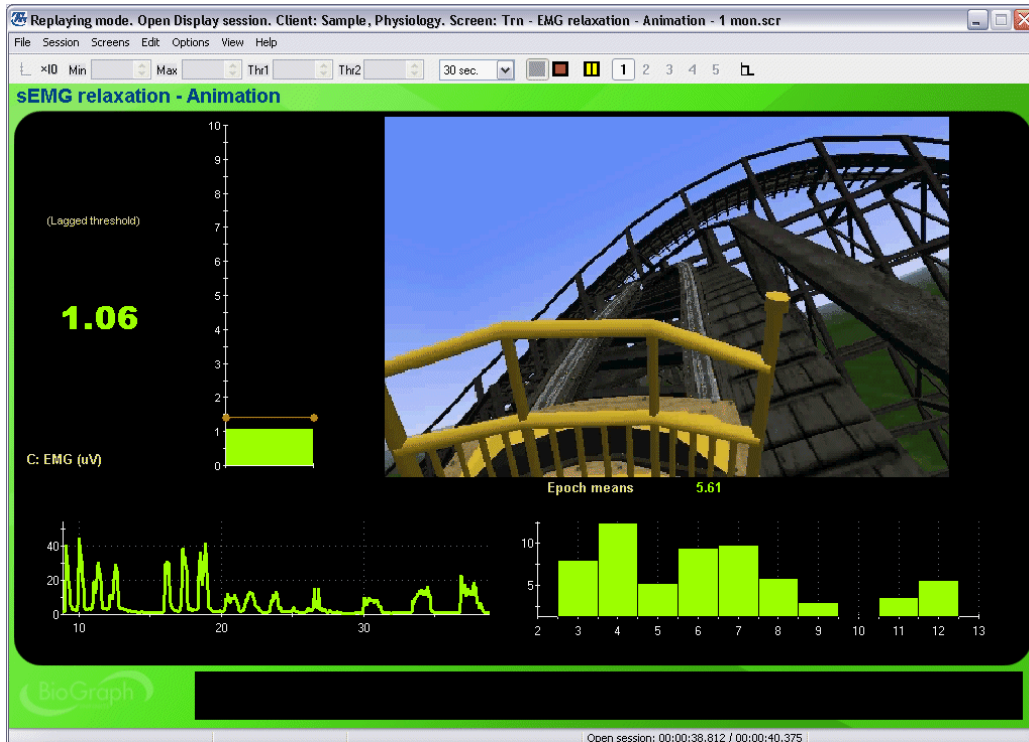 Replaying mode. Open Display session. Client: Sample, Physiology. Screen: Trn - EMG relaxation - Animation - 1 mon.scr
File Session Screens Edit Options View Help
×10 Min Max Thr1 Thr2 30 sec. 1 2 3 4 5
sEMG relaxation - Animation
10
9
8
(Lagged threshold)
7
6
5
1.06
4
3
2
1
C: EMG (uV)
0
Epoch means 5.61
40
20
0
10 20 30
10
5
2 3 4 5 6 7 8 9 10 11 12 13
BioGraph
Open session: 00:00:38.812 / 00:00:40.375